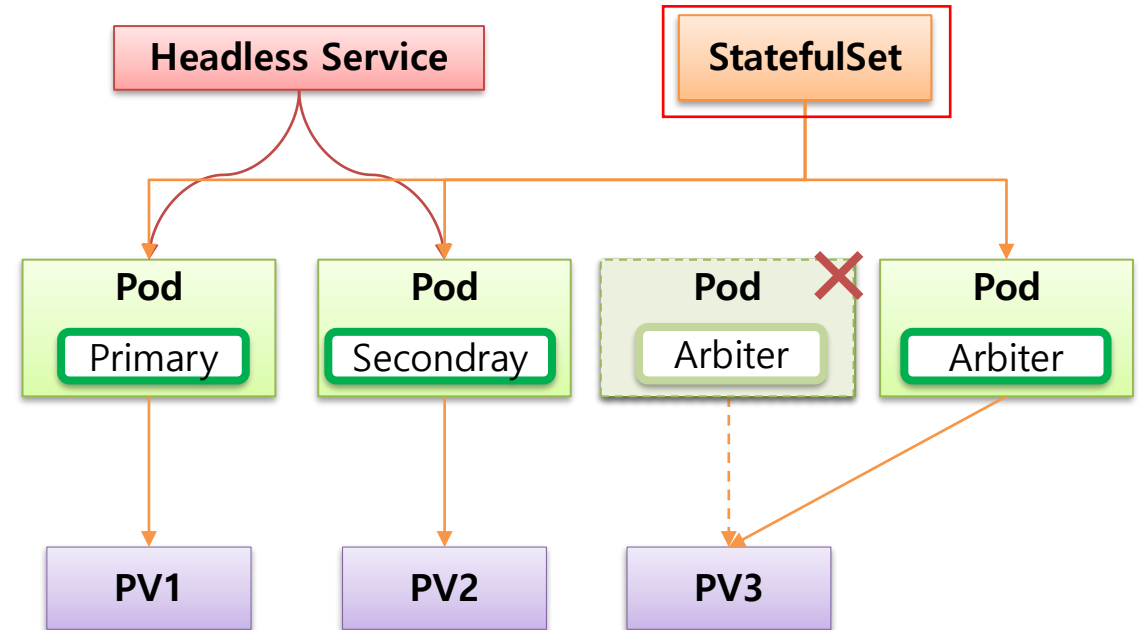 Headless Service
StatefulSet
Pod
Pod
Pod
Pod
Primary
Secondray
Arbiter
Arbiter
PV1
PV2
PV3